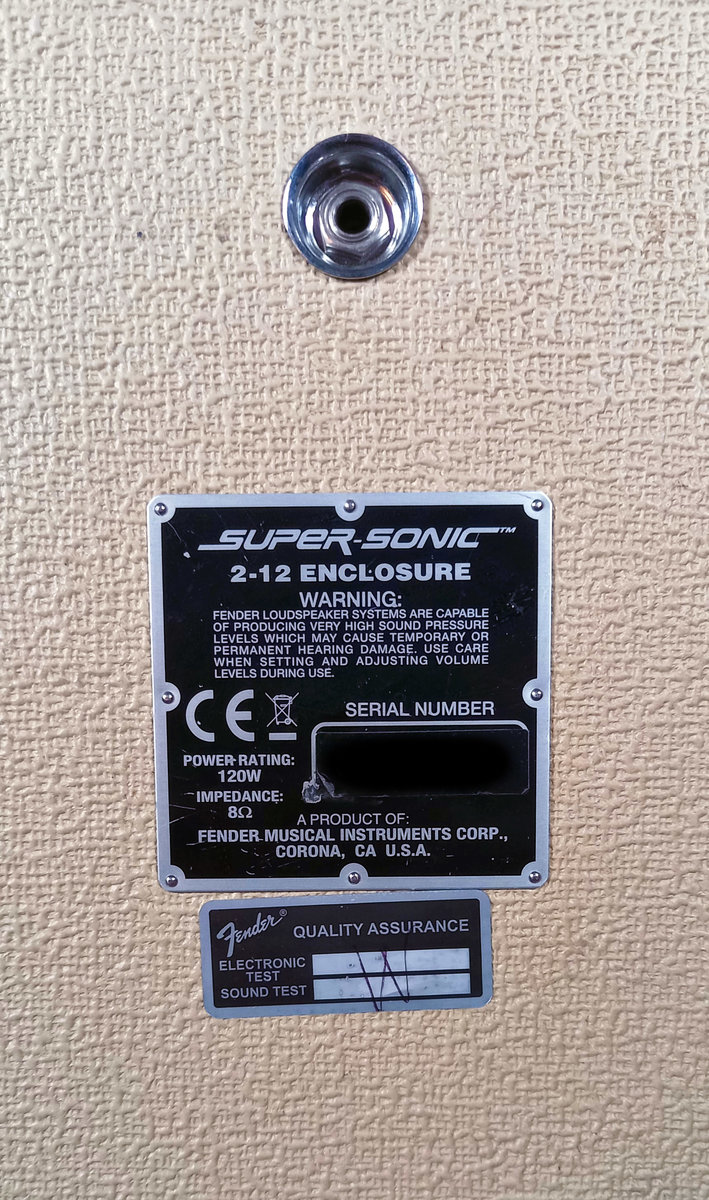 SUPER-SONIC™
2-12 ENCLOSURE
WARNING:
FENDER LOUDSPEAKER SYSTEMS ARE CAPABLE
OF PRODUCING VERY HIGH SOUND PRESSURE
LEVELS WHICH MAY CAUSE TEMPORARY OR
PERMANENT HEARING DAMAGE. USE CARE
WHEN SETTING AND ADJUSTING VOLUME
LEVELS DURING USE.
CE
SERIAL NUMBER
POWER RATING:
120W
IMPEDANCE:
8Ω
A PRODUCT OF:
FENDER MUSICAL INSTRUMENTS CORP.,
CORONA, CA U.S.A.
Fender® QUALITY ASSURANCE
ELECTRONIC
TEST
SOUND TEST